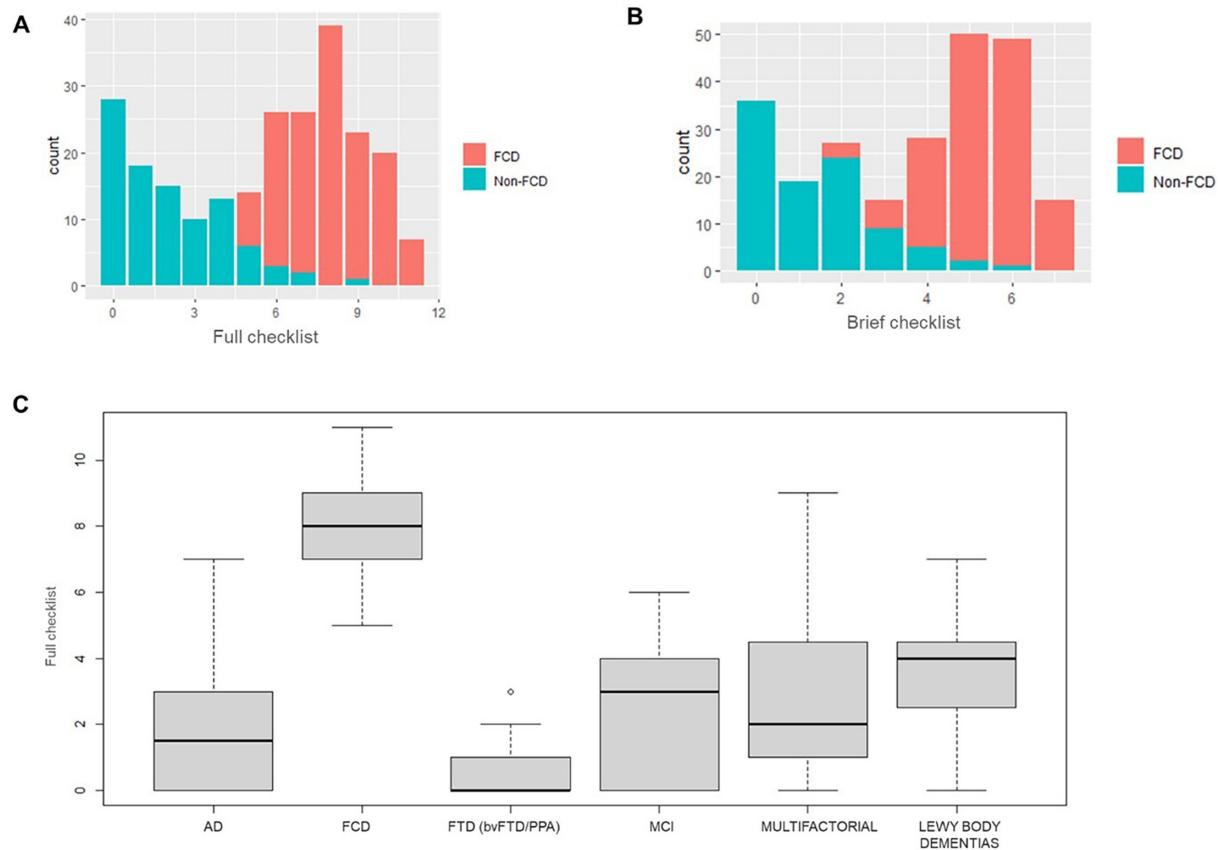 A
40
30
20
10
0
count
0 3 6 9 12
Full checklist
FCD
Non-FCD
B
50
40
30
20
10
0
count
0 2 4 6
Brief checklist
FCD
Non-FCD
C
10
8
6
4
2
0
Full checklist
AD FCD FTD (bvFTD/PPA) MCI MULTIFACTORIAL LEWY BODY
DEMENTIAS